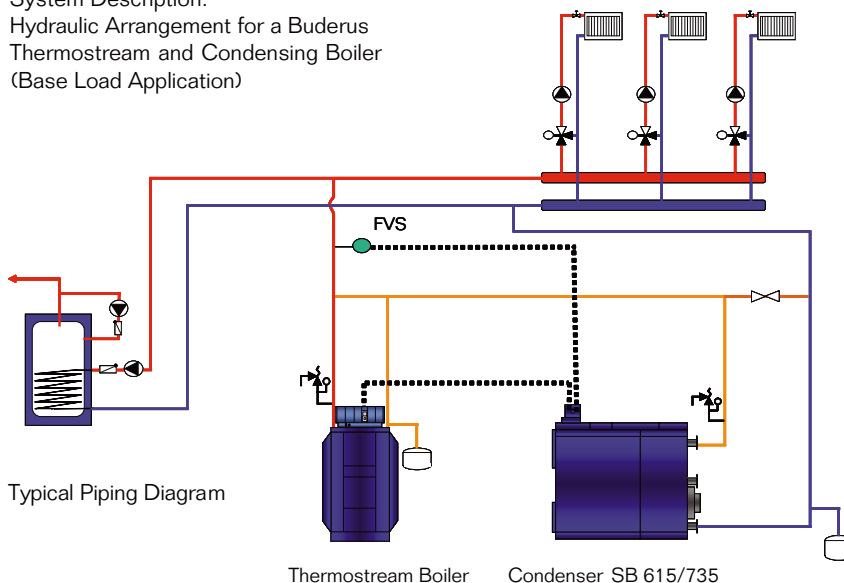 System Description:
Hydraulic Arrangement for a Buderus
Thermostream and Condensing Boiler
(Base Load Application)
FVS
Typical Piping Diagram
Thermostream Boiler
Condenser SB 615/735